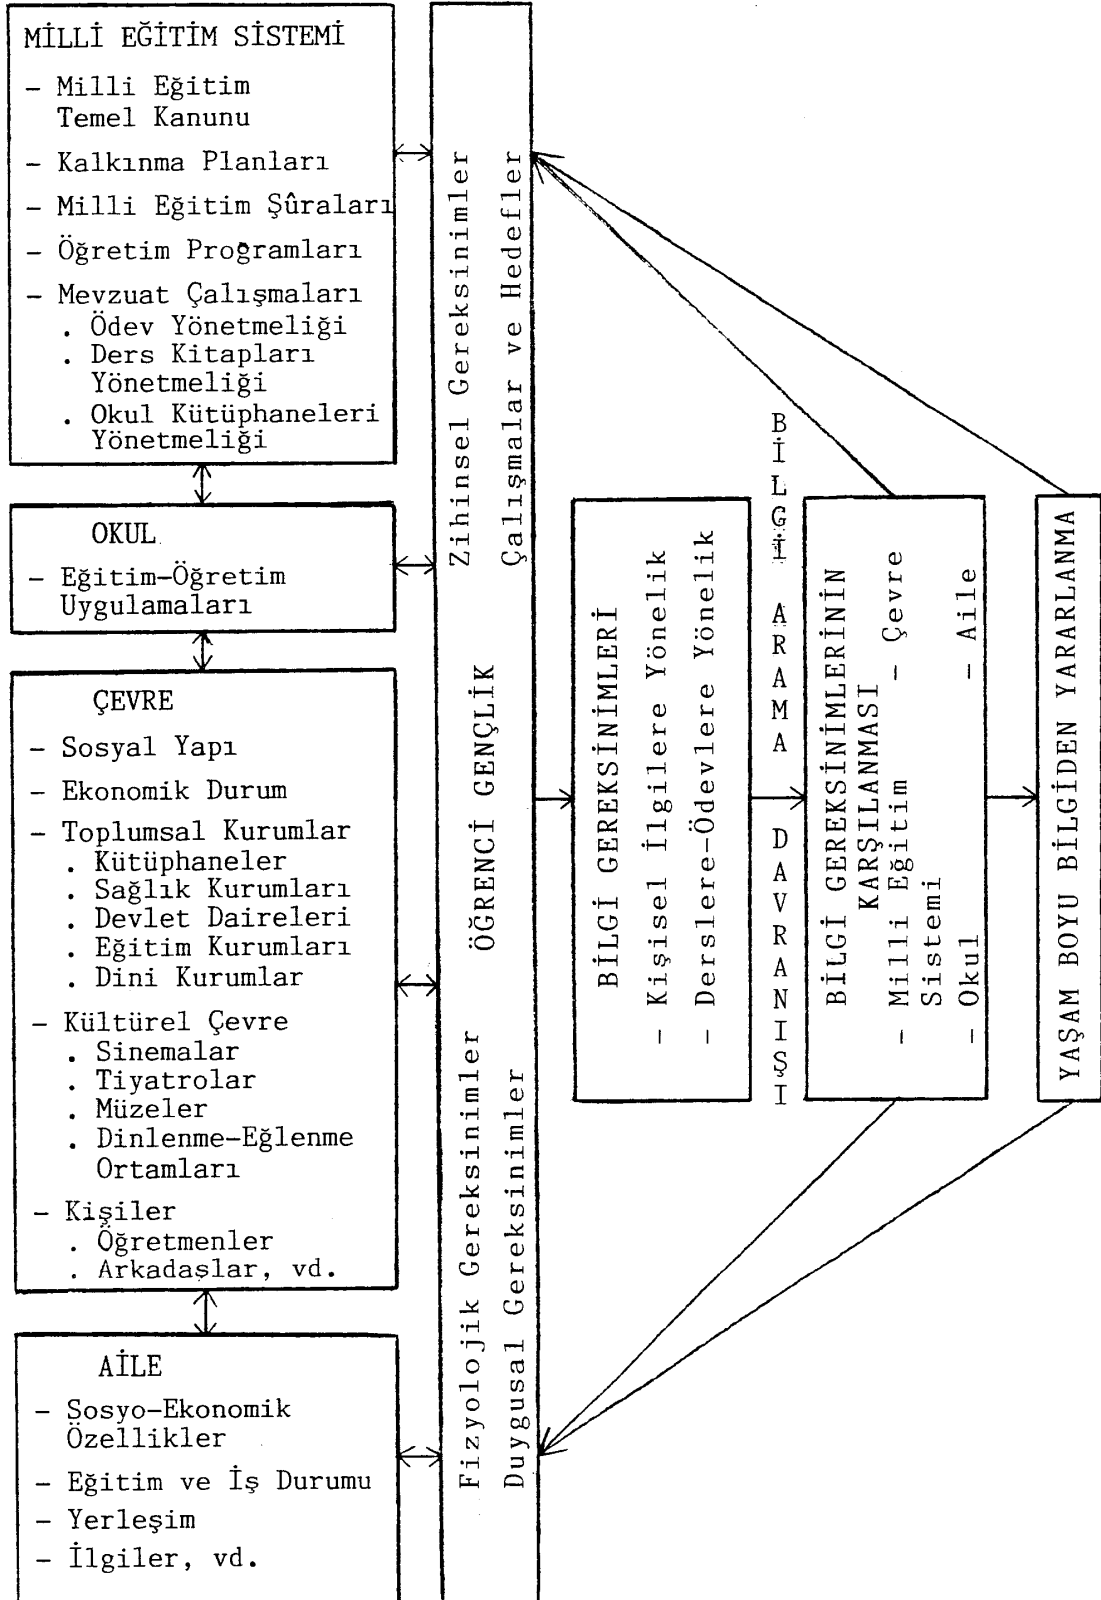 MİLLİ EĞİTİM SİSTEMİ
- Milli Eğitim
Temel Kanunu
- Kalkınma Planları
- Milli Eğitim Şûraları
- Öğretim Programları
- Mevzuat Çalışmaları
. Ödev Yönetmeliği
. Ders Kitapları
Yönetmeliği
. Okul Kütüphaneleri
Yönetmeliği
OKUL
- Eğitim-Öğretim
Uygulamaları
ÇEVRE
- Sosyal Yapı
- Ekonomik Durum
- Toplumsal Kurumlar
. Kütüphaneler
. Sağlık Kurumları
. Devlet Daireleri
. Eğitim Kurumları
. Dini Kurumlar
- Kültürel Çevre
. Sinemalar
. Tiyatrolar
. Müzeler
. Dinlenme-Eğlenme
Ortamları
- Kişiler
. Öğretmenler
. Arkadaşlar, vd.
AİLE
- Sosyo-Ekonomik
Özellikler
- Eğitim ve İş Durumu
- Yerleşim
- İlgiler, vd.
Zihinsel Gereksinimler
Çalışmalar ve Hedefler
ÖĞRENCİ GENÇLİK
Fizyolojik Gereksinimler
Duygusal Gereksinimler
BİLGİ GEREKSİNİMLERİ
- Kişisel İlgilere Yönelik
- Derslere-Ödevlere Yönelik
BİLGİ ARAMA DAVRANIŞI
BİLGİ GEREKSİNİMLERİNİN
KARŞILANMASI
- Milli Eğitim - Çevre
Sistemi
- Okul - Aile
YAŞAM BOYU BİLGİDEN YARARLANMA